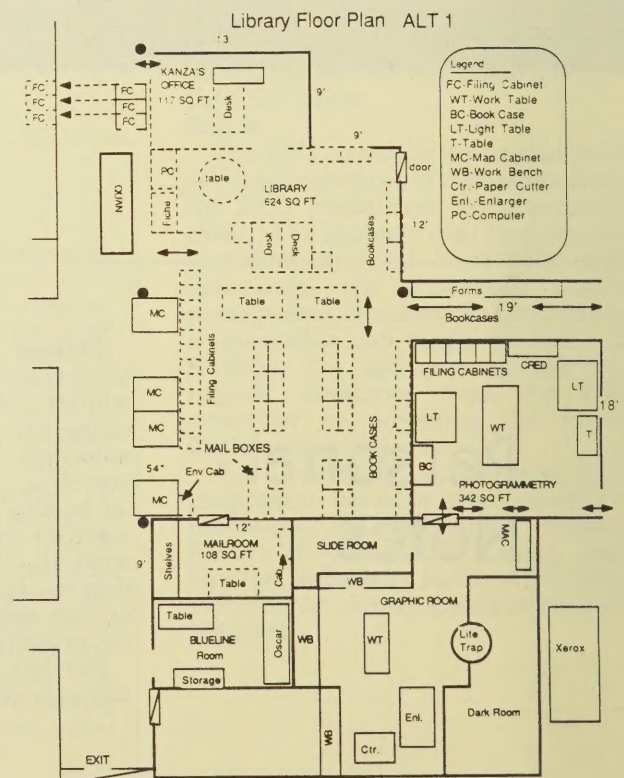 Library Floor Plan ALT 1
13
KANZA'S
OFFICE
117 SQ FT
FC
FC
FC
FC
FC
FC
Desk
9'
9'
door
Legend
FC-Filing Cabinet
WT-Work Table
BC-Book Case
LT-Light Table
T-Table
MC-Map Cabinet
WB-Work Bench
Ctr.-Paper Cutter
Enl.-Enlarger
PC-Computer
QUAN
PC
Fiche
table
LIBRARY
624 SQ FT
Desk
Desk
Bookcases
12'
Forms
19'
Bookcases
MC
Filing Cabinets
Table
Table
MC
MC
FILING CABINETS
CRED
LT
LT
WT
T
18'
BOOK CASES
BC
MAIL BOXES
54"
Env Cab
MC
PHOTOGRAMMETRY
342 SQ FT
12'
9'
Shelves
MAILROOM
108 SQ FT
Table
Cab
SLIDE ROOM
MAC
WB
GRAPHIC ROOM
Table
BLUELINE
Room
Oscar
Storage
WB
WT
Lite
Trap
Xerox
Enl.
Dark Room
WB
Ctr.
EXIT